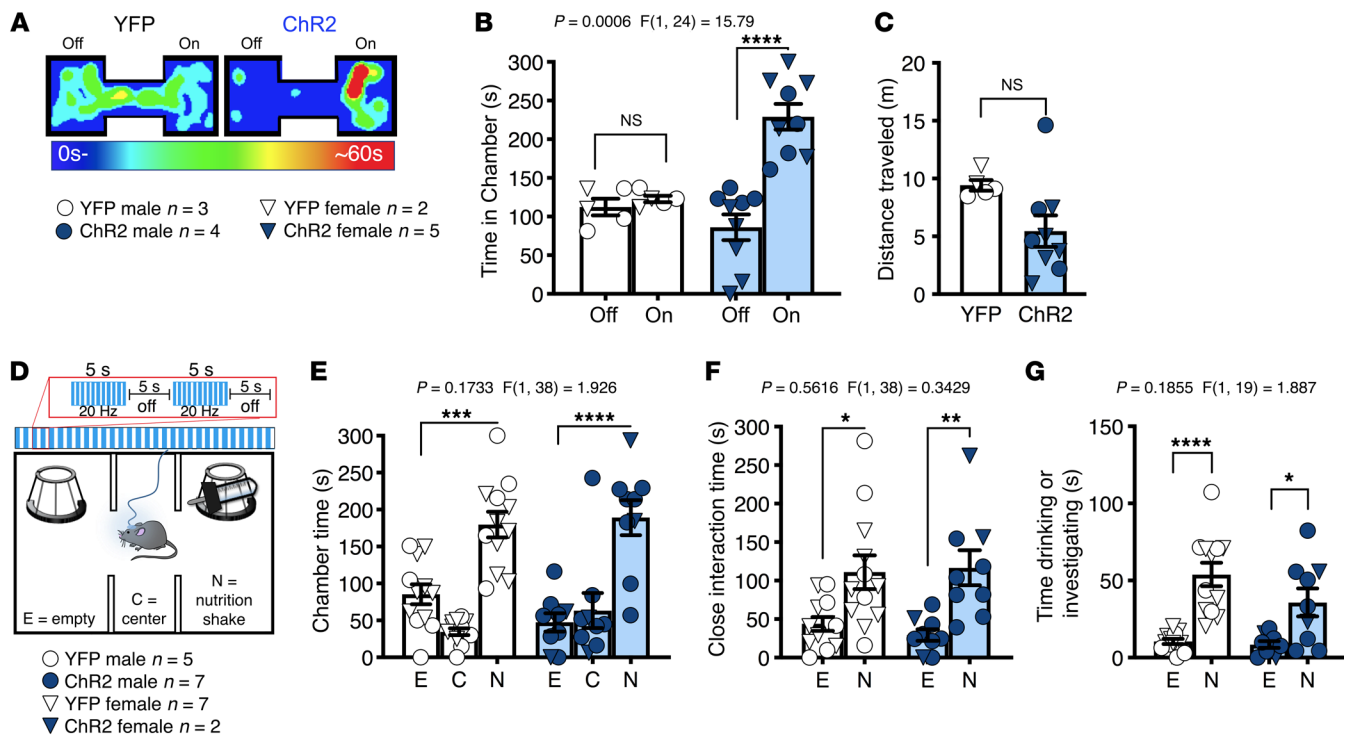 A
YFP
ChR2
Off
On
Off
On
0s-
~60s
YFP male n = 3
YFP female n = 2
ChR2 male n = 4
ChR2 female n = 5
B
P = 0.0006 F(1, 24) = 15.79
****
NS
Time in Chamber (s)
300
250
200
150
100
50
0
Off
On
Off
On
C
NS
Distance traveled (m)
20
15
10
5
0
YFP
ChR2
D
5 s
5 s
5 s
5 s
20 Hz
off
20 Hz
off
E = empty
C =
center
N =
nutrition
shake
YFP male n = 5
ChR2 male n = 7
YFP female n = 7
ChR2 female n = 2
E
P = 0.1733 F(1, 38) = 1.926
***
****
Chamber time (s)
300
250
200
150
100
50
0
E
C
N
E
C
N
F
P = 0.5616 F(1, 38) = 0.3429
*
**
Close interaction time (s)
300
250
200
150
100
50
0
E
N
E
N
G
P = 0.1855 F(1, 19) = 1.887
****
*
Time drinking or
investigating (s)
150
100
50
0
E
N
E
N